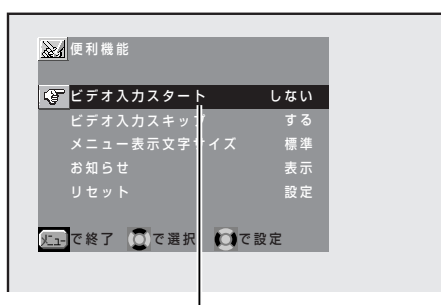 便利機能
ビデオ入力スタート しない
ビデオ入力スキップ する
メニュー表示文字サイズ 標準
お知らせ 表示
リセット 設定
メニューで終了 で選択 で設定